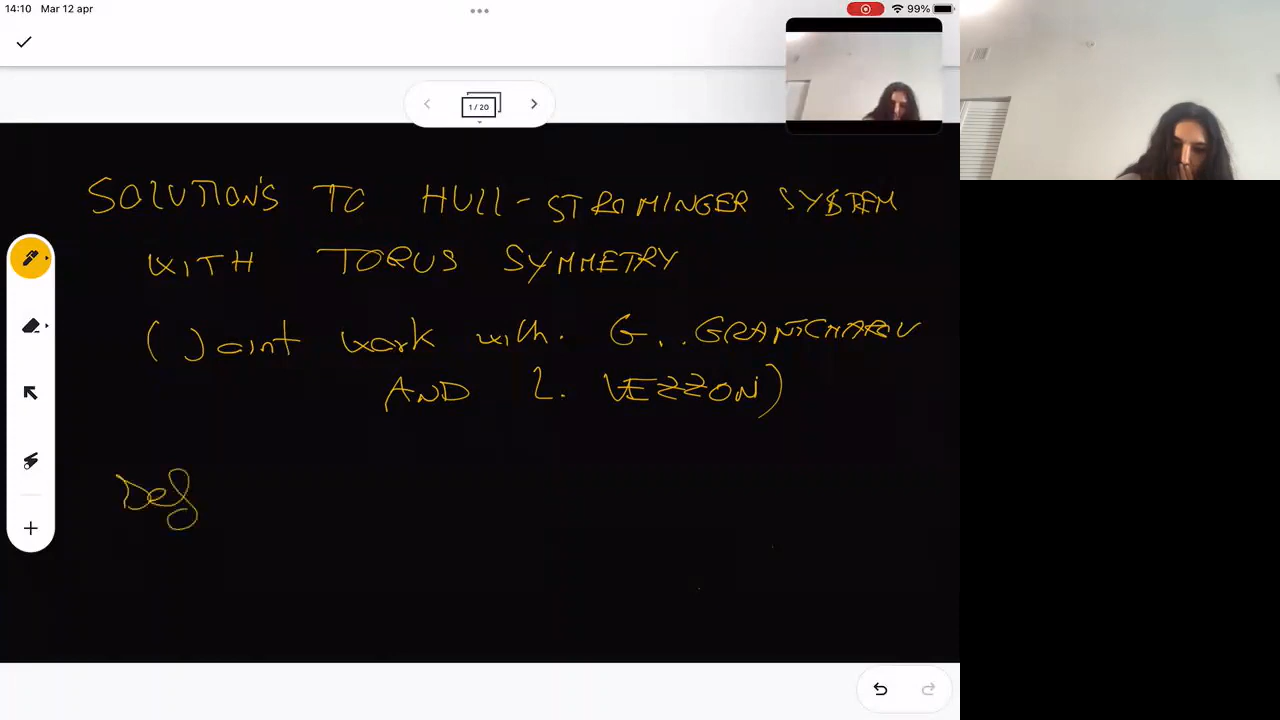 14:10 Mar 12 apr
99%
1 / 20
SOLUTIONS TO HULL-STROMINGER SYSTEM
WITH TORUS SYMMETRY
(Joint work with. G. . GRANTCHAROV
AND L. VEZZONI)
Def